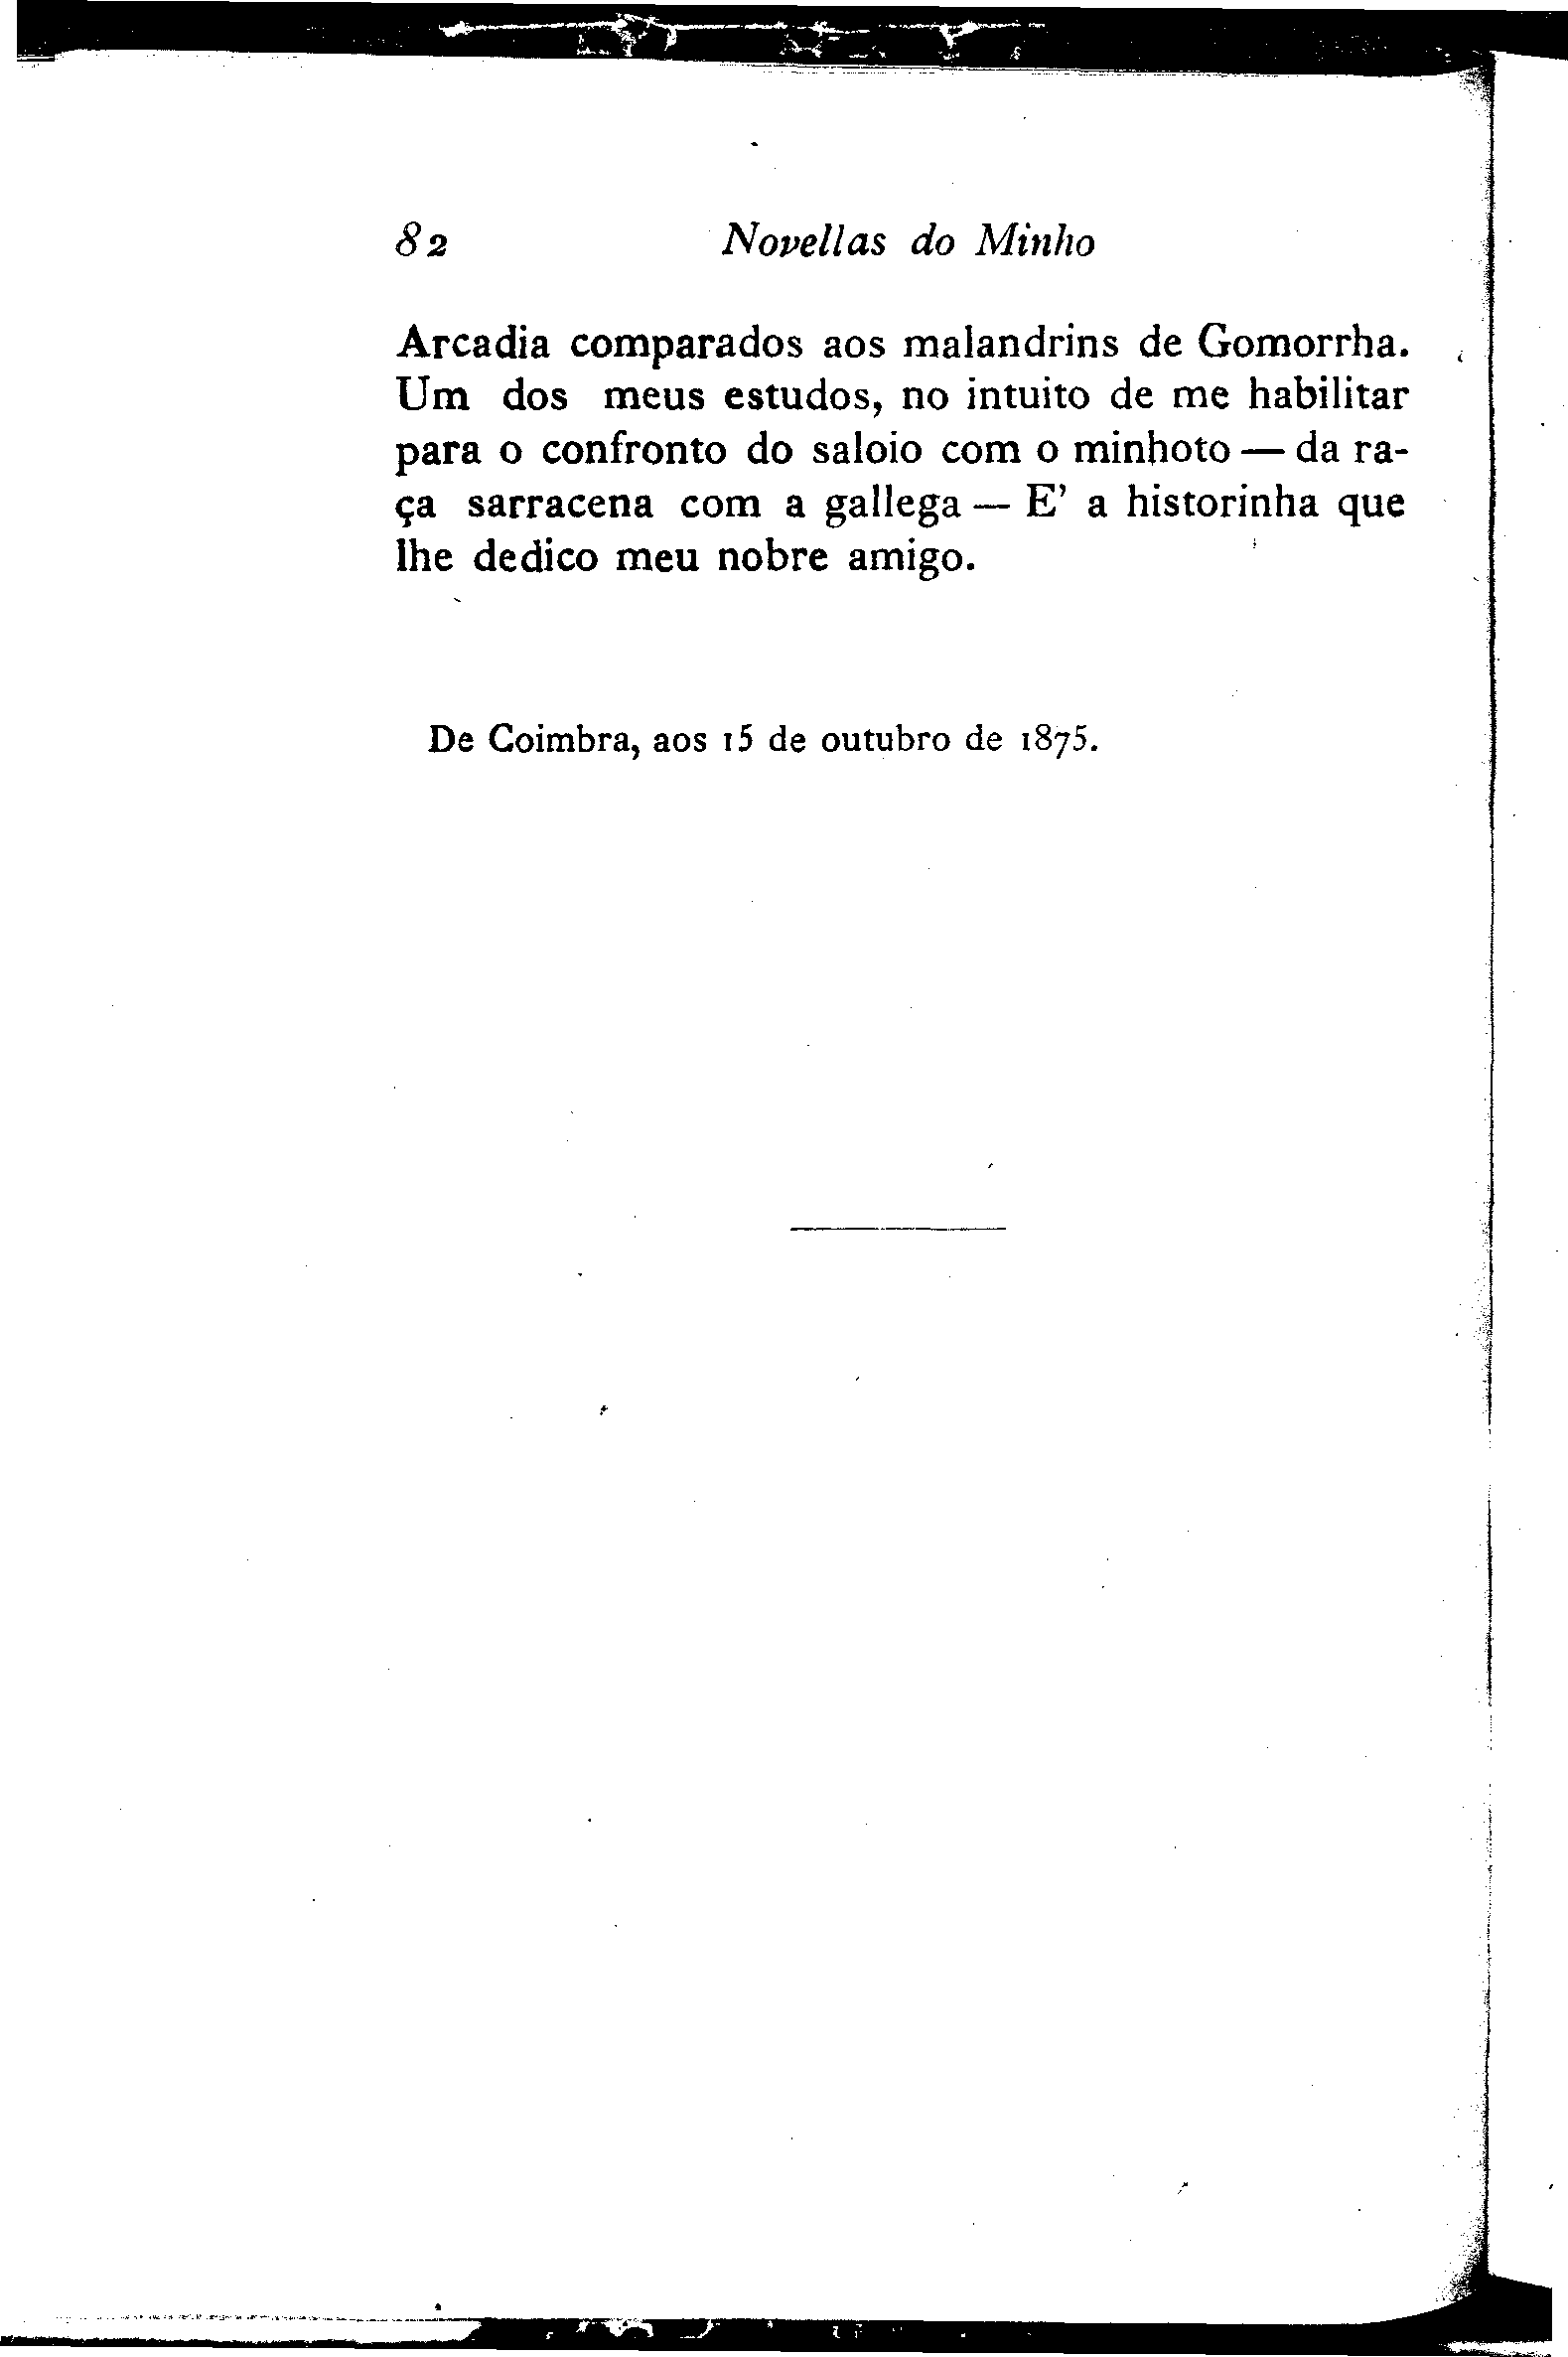 82 Novellas do Minho
Arcadia comparados aos malandrins de Gomorrha.
Um dos meus estudos, no intuito de me habilitar
para o confronto do saloio com o minhoto — da ra-
ça sarracena com a gallega — E’ a historinha que
lhe dedico meu nobre amigo.
De Coimbra, aos 15 de outubro de 1875.